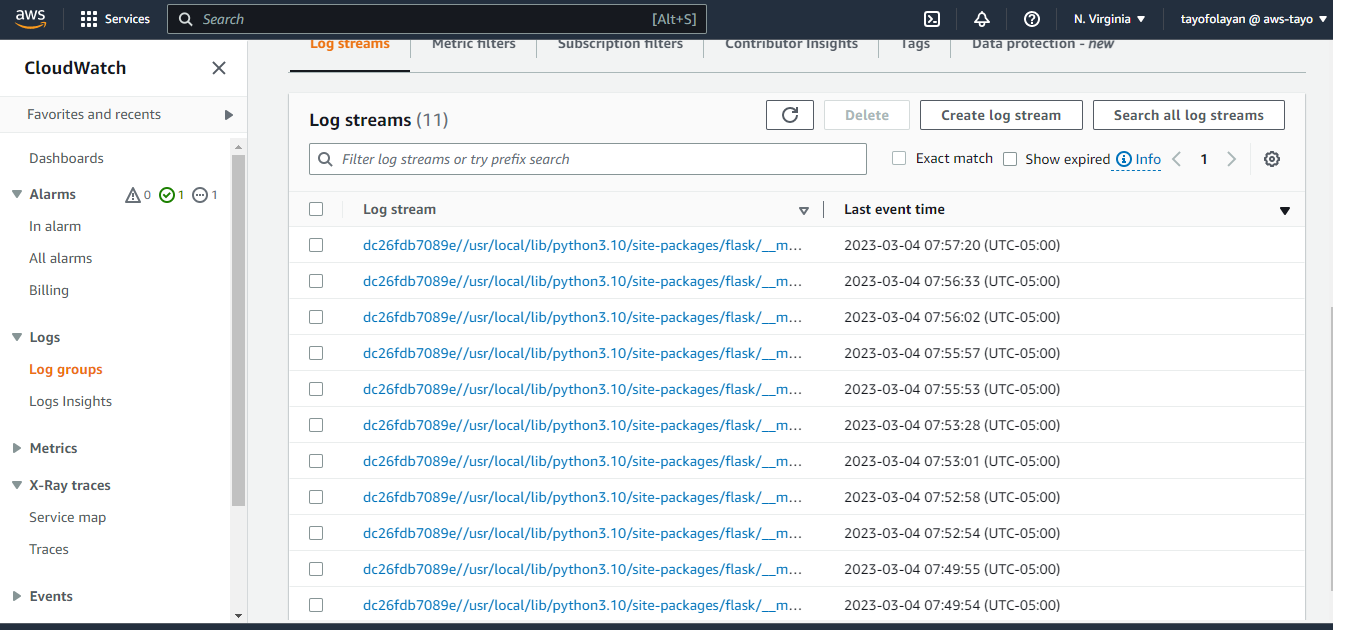 aws Services Search [Alt+S] N. Virginia tayofolayan @ aws-tayo
CloudWatch
Favorites and recents
Dashboards
Alarms 0 1 1
In alarm
All alarms
Billing
Logs
Log groups
Logs Insights
Metrics
X-Ray traces
Service map
Traces
Events
Log streams Metric filters Subscription filters Contributor Insights Tags Data protection - new
Log streams (11) Delete Create log stream Search all log streams
Filter log streams or try prefix search Exact match Show expired Info 1
Log stream Last event time
dc26fdb7089e//usr/local/lib/python3.10/site-packages/flask/__m... 2023-03-04 07:57:20 (UTC-05:00)
dc26fdb7089e//usr/local/lib/python3.10/site-packages/flask/__m... 2023-03-04 07:56:33 (UTC-05:00)
dc26fdb7089e//usr/local/lib/python3.10/site-packages/flask/__m... 2023-03-04 07:56:02 (UTC-05:00)
dc26fdb7089e//usr/local/lib/python3.10/site-packages/flask/__m... 2023-03-04 07:55:57 (UTC-05:00)
dc26fdb7089e//usr/local/lib/python3.10/site-packages/flask/__m... 2023-03-04 07:55:53 (UTC-05:00)
dc26fdb7089e//usr/local/lib/python3.10/site-packages/flask/__m... 2023-03-04 07:53:28 (UTC-05:00)
dc26fdb7089e//usr/local/lib/python3.10/site-packages/flask/__m... 2023-03-04 07:53:01 (UTC-05:00)
dc26fdb7089e//usr/local/lib/python3.10/site-packages/flask/__m... 2023-03-04 07:52:58 (UTC-05:00)
dc26fdb7089e//usr/local/lib/python3.10/site-packages/flask/__m... 2023-03-04 07:52:54 (UTC-05:00)
dc26fdb7089e//usr/local/lib/python3.10/site-packages/flask/__m... 2023-03-04 07:49:55 (UTC-05:00)
dc26fdb7089e//usr/local/lib/python3.10/site-packages/flask/__m... 2023-03-04 07:49:54 (UTC-05:00)